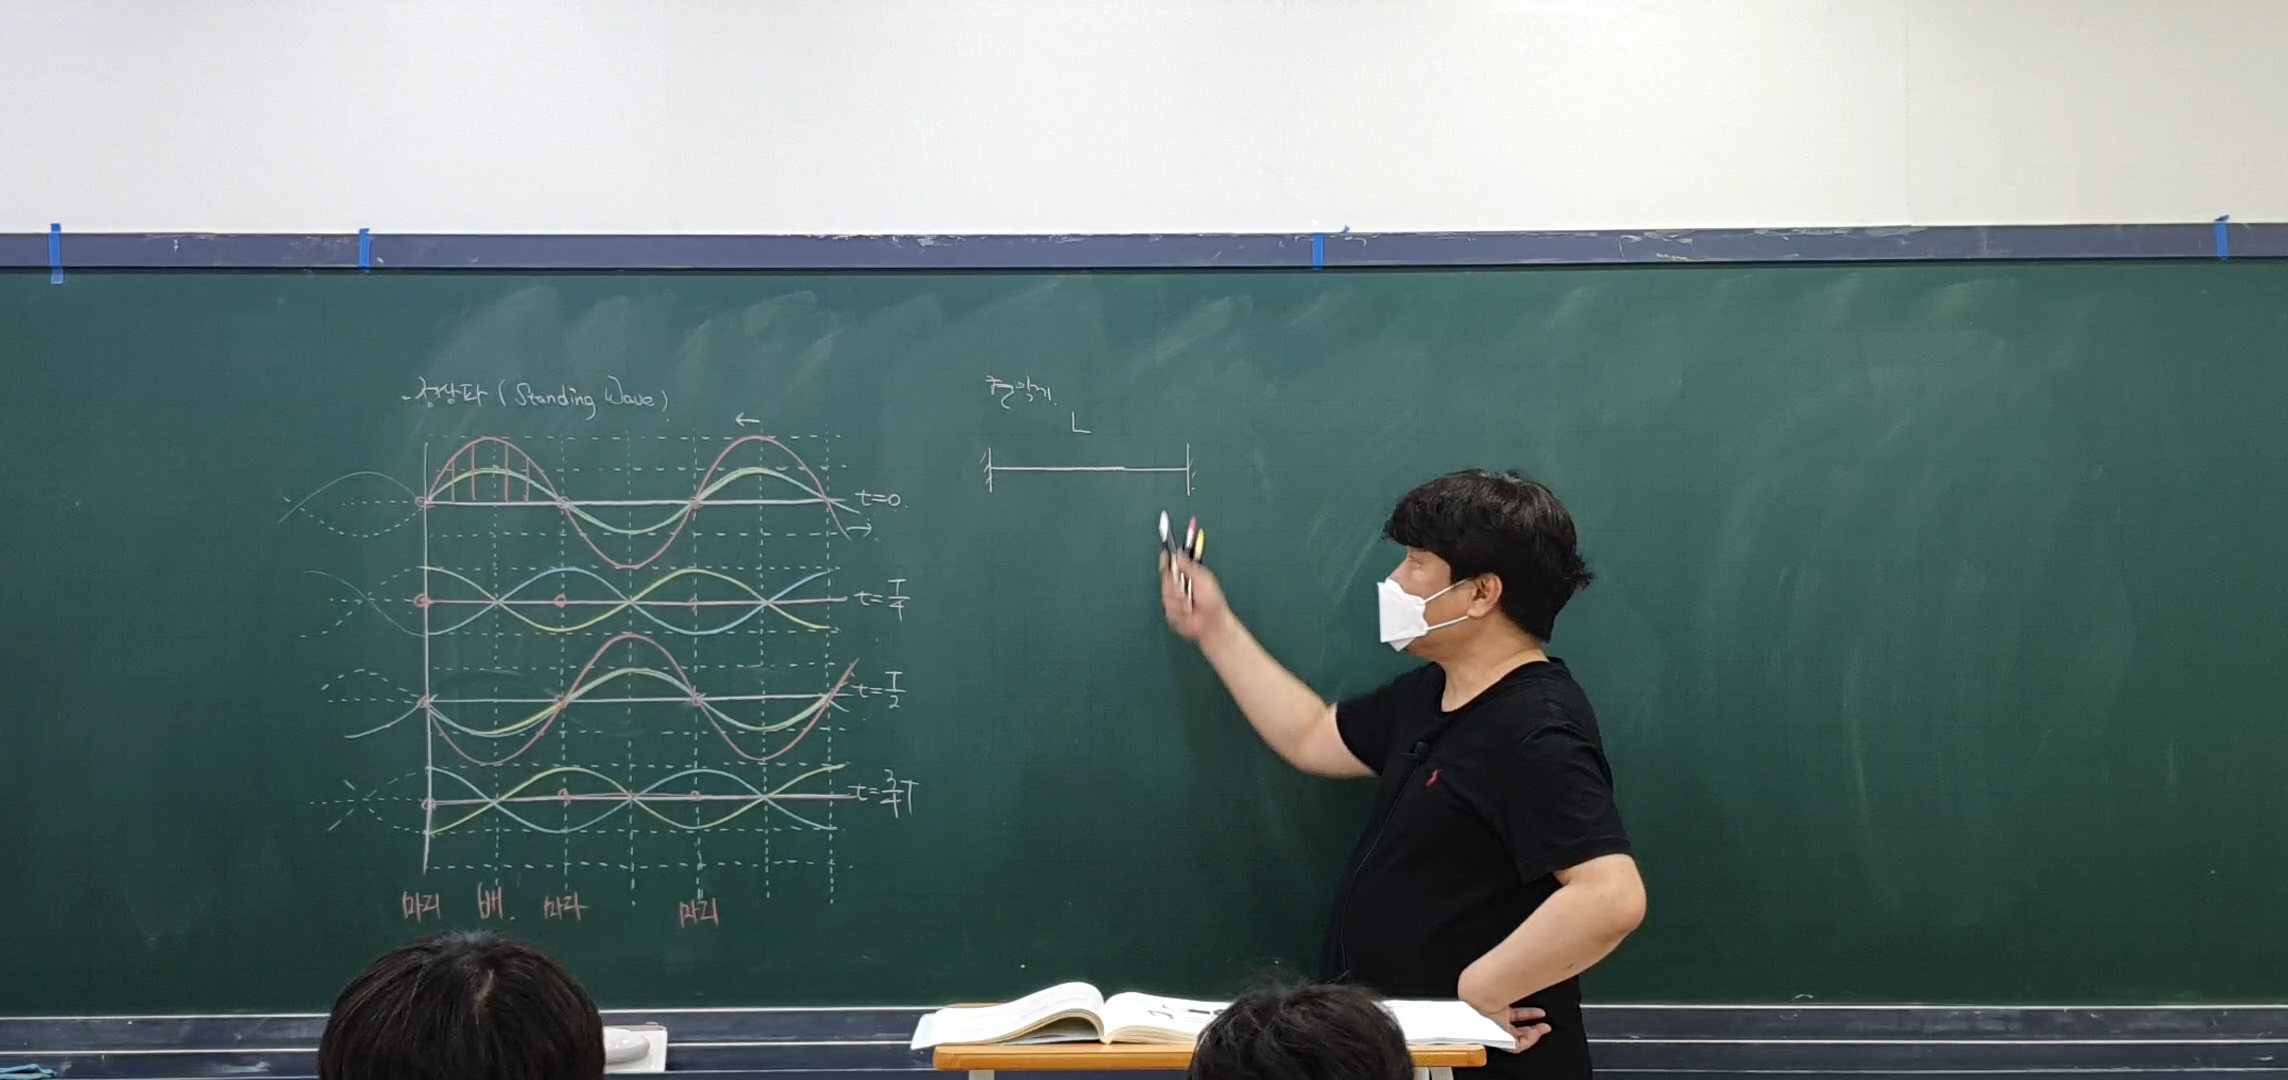 정상파 (Standing Wave)
t=0
t=T/4
t=T/2
t=3/4T
마디 배 마디 마디
현악기
L